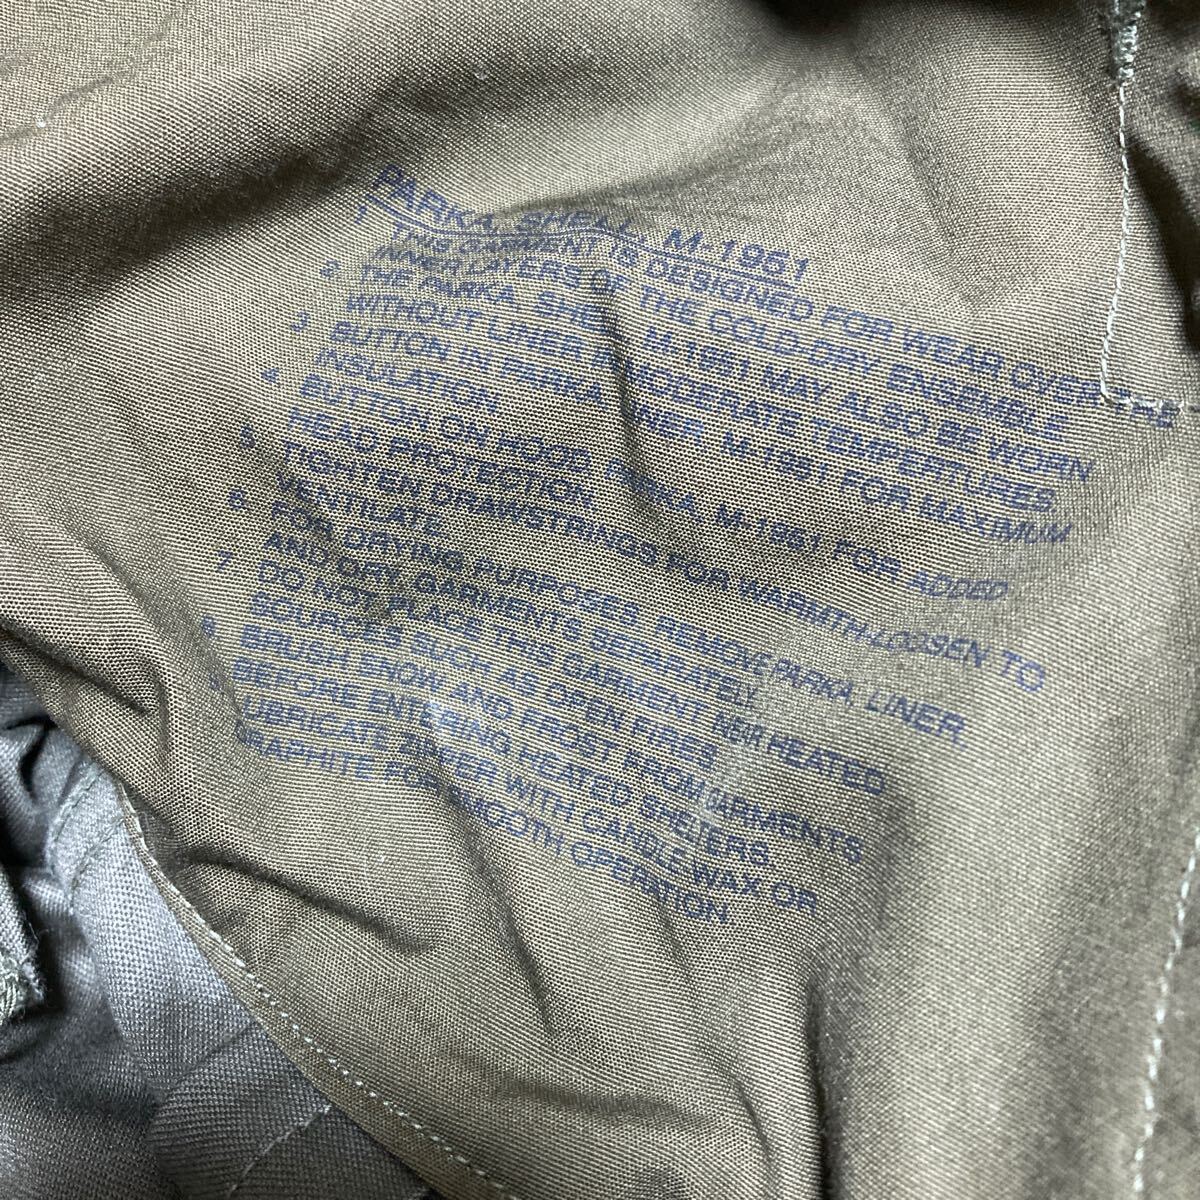 PARKA, SHELL, M-1951
1. THIS GARMENT IS DESIGNED FOR WEAR OVER THE
INNER LAYERS OF THE COLD-DRY ENSEMBLE
2. THE PARKA, SHELL, M-1951 MAY ALSO BE WORN
WITHOUT LINER IN MODERATE TEMPERTURES.
3. BUTTON IN PARKA, LINER, M-1951 FOR MAXIMUM
INSULATION.
4. BUTTON ON HOOD, PARKA, M-1951 FOR ADDED
HEAD PROTECTION.
5. TIGHTEN DRAWSTRINGS FOR WARMTH-LOOSEN TO
VENTILATE.
6. FOR DRYING PURPOSES, REMOVE PARKA, LINER,
AND DRY GARMENTS SEPARATELY.
7. DO NOT PLACE THIS GARMENT NEAR HEATED
SOURCES SUCH AS OPEN FIRES.
8. BRUSH SNOW AND FROST FROM GARMENTS
BEFORE ENTERING HEATED SHELTERS.
9. LUBRICATE ZIPPER WITH CANDLE WAX OR
GRAPHITE FOR SMOOTH OPERATION.